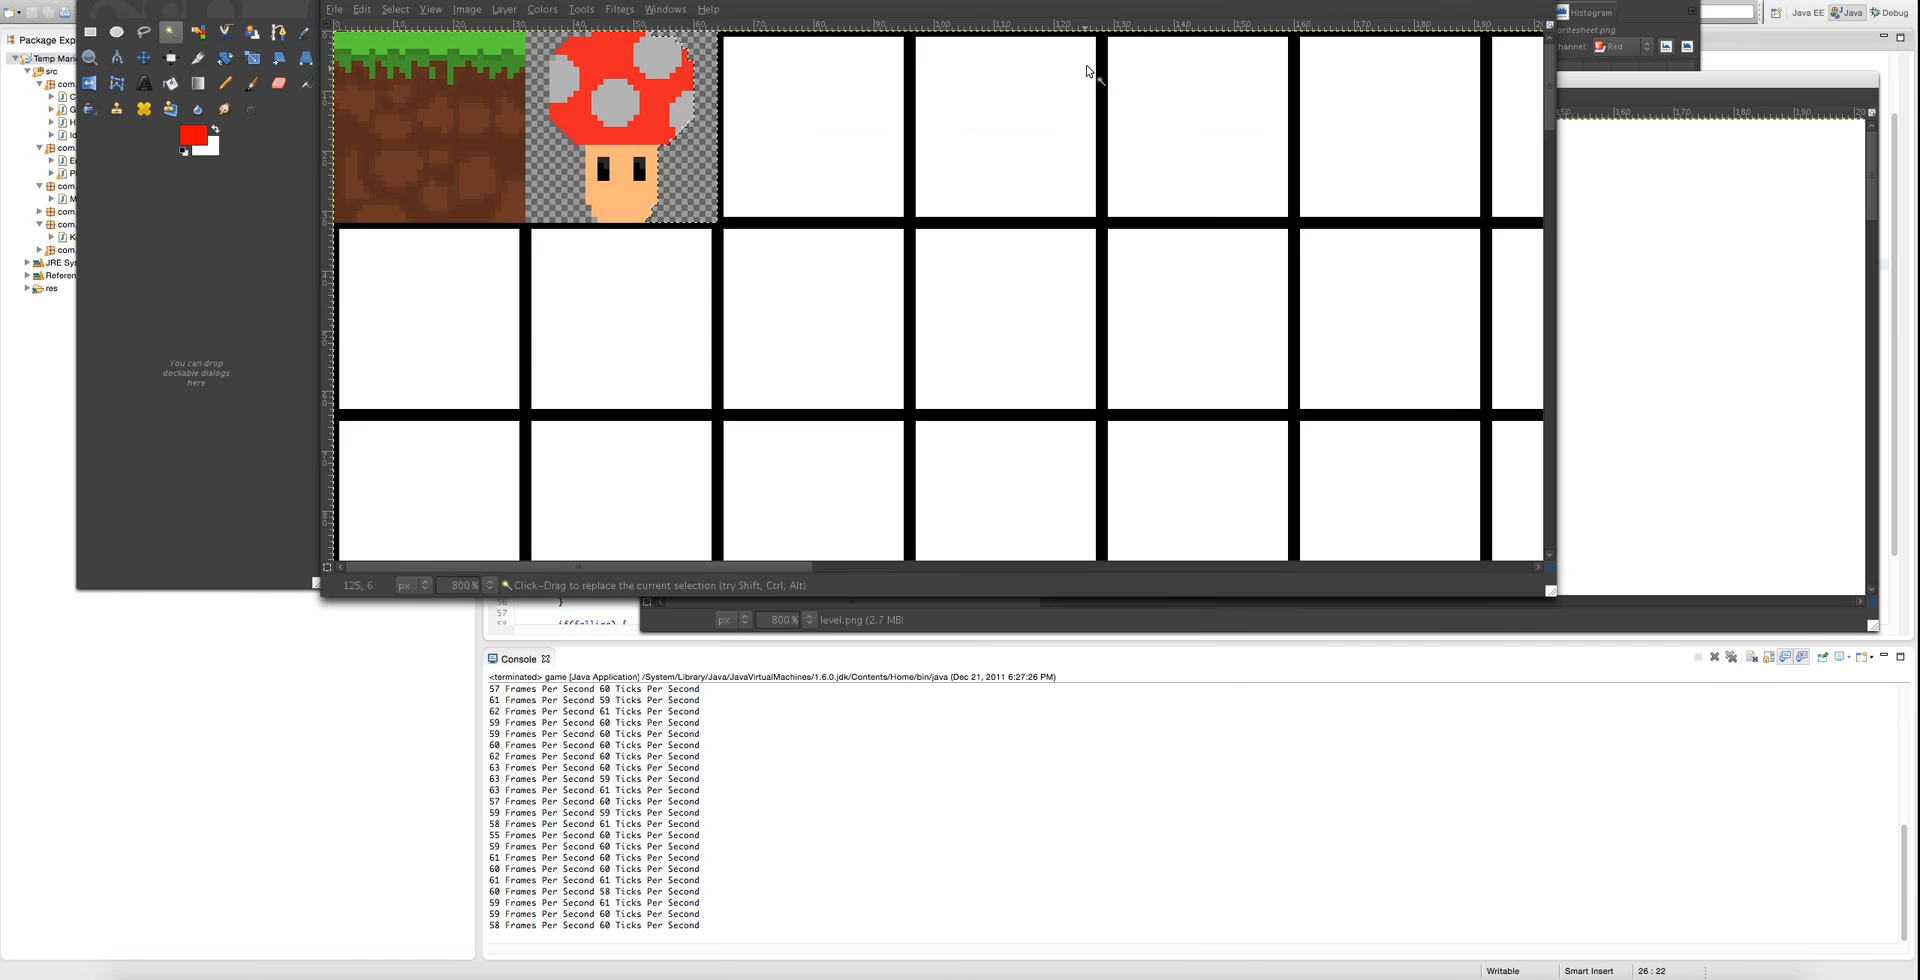 File Edit Select View Image Layer Colors Tools Filters Windows Help
Histogram
Java EE Java Debug
pritesheet.png
Channel: Red
Package Exp
Temp Mari
src
com.
com.
com.
com.
com.
com.
JRE Sys
Referen
res
You can drop
dockable dialogs
here
125, 6 px 800% Click-Drag to replace the current selection (try Shift, Ctrl, Alt)
px 800% level.png (2.7 MB)
56 }
57
58 if(falling) {
Console
<terminated> game [Java Application] /System/Library/Java/JavaVirtualMachines/1.6.0.jdk/Contents/Home/bin/java (Dec 21, 2011 6:27:26 PM)
57 Frames Per Second 60 Ticks Per Second
61 Frames Per Second 59 Ticks Per Second
62 Frames Per Second 61 Ticks Per Second
59 Frames Per Second 60 Ticks Per Second
59 Frames Per Second 60 Ticks Per Second
60 Frames Per Second 60 Ticks Per Second
62 Frames Per Second 60 Ticks Per Second
63 Frames Per Second 60 Ticks Per Second
63 Frames Per Second 59 Ticks Per Second
63 Frames Per Second 61 Ticks Per Second
57 Frames Per Second 60 Ticks Per Second
59 Frames Per Second 59 Ticks Per Second
58 Frames Per Second 61 Ticks Per Second
55 Frames Per Second 60 Ticks Per Second
59 Frames Per Second 60 Ticks Per Second
61 Frames Per Second 60 Ticks Per Second
60 Frames Per Second 60 Ticks Per Second
61 Frames Per Second 61 Ticks Per Second
60 Frames Per Second 58 Ticks Per Second
59 Frames Per Second 61 Ticks Per Second
59 Frames Per Second 60 Ticks Per Second
58 Frames Per Second 60 Ticks Per Second
Writable Smart Insert 26 : 22